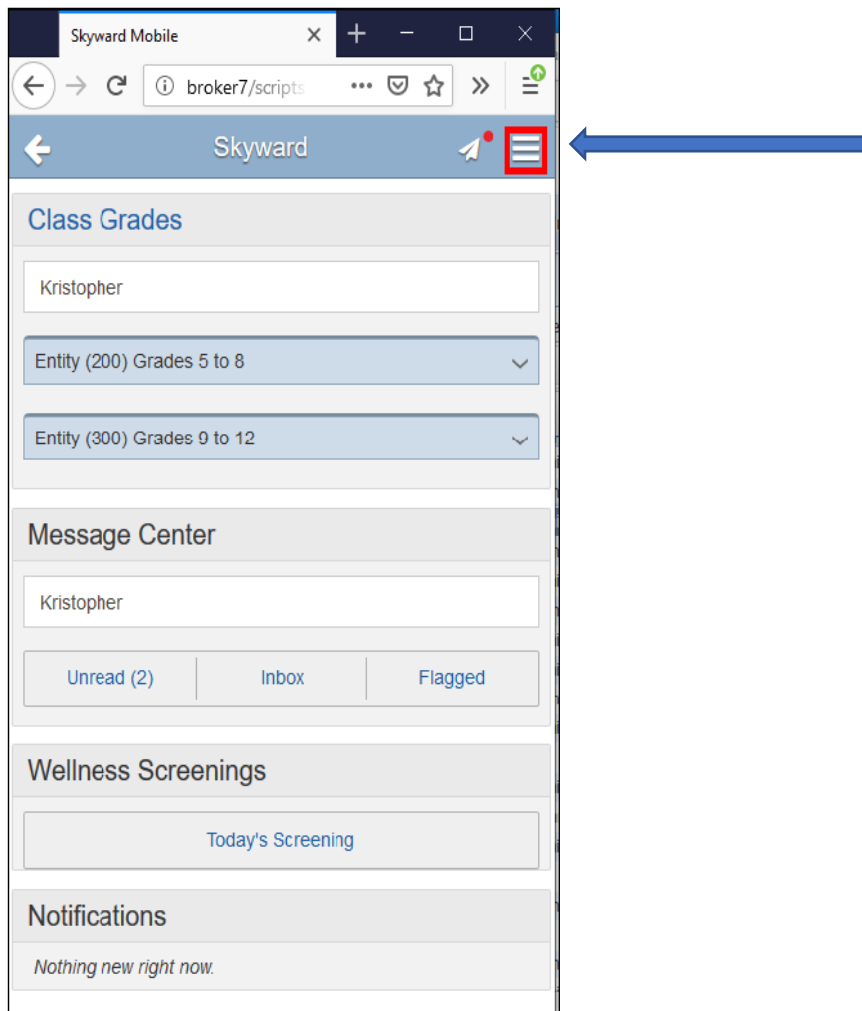 Skyward Mobile
broker7/scripts
Skyward
Class Grades
Kristopher
Entity (200) Grades 5 to 8
Entity (300) Grades 9 to 12
Message Center
Kristopher
Unread (2) Inbox Flagged
Wellness Screenings
Today's Screening
Notifications
Nothing new right now.